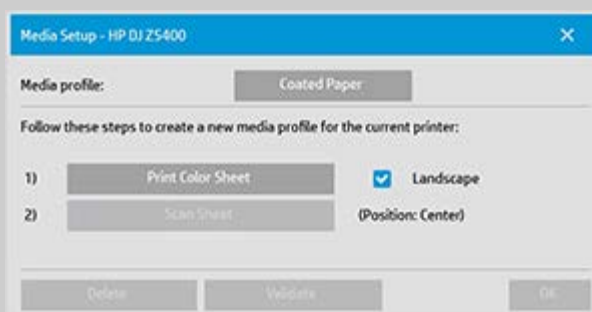 Media Setup - HP DJ Z5400
Media profile: Coated Paper
Follow these steps to create a new media profile for the current printer:
1) Print Color Sheet Landscape
2) Scan Sheet (Position: Center)
Delete Validate OK